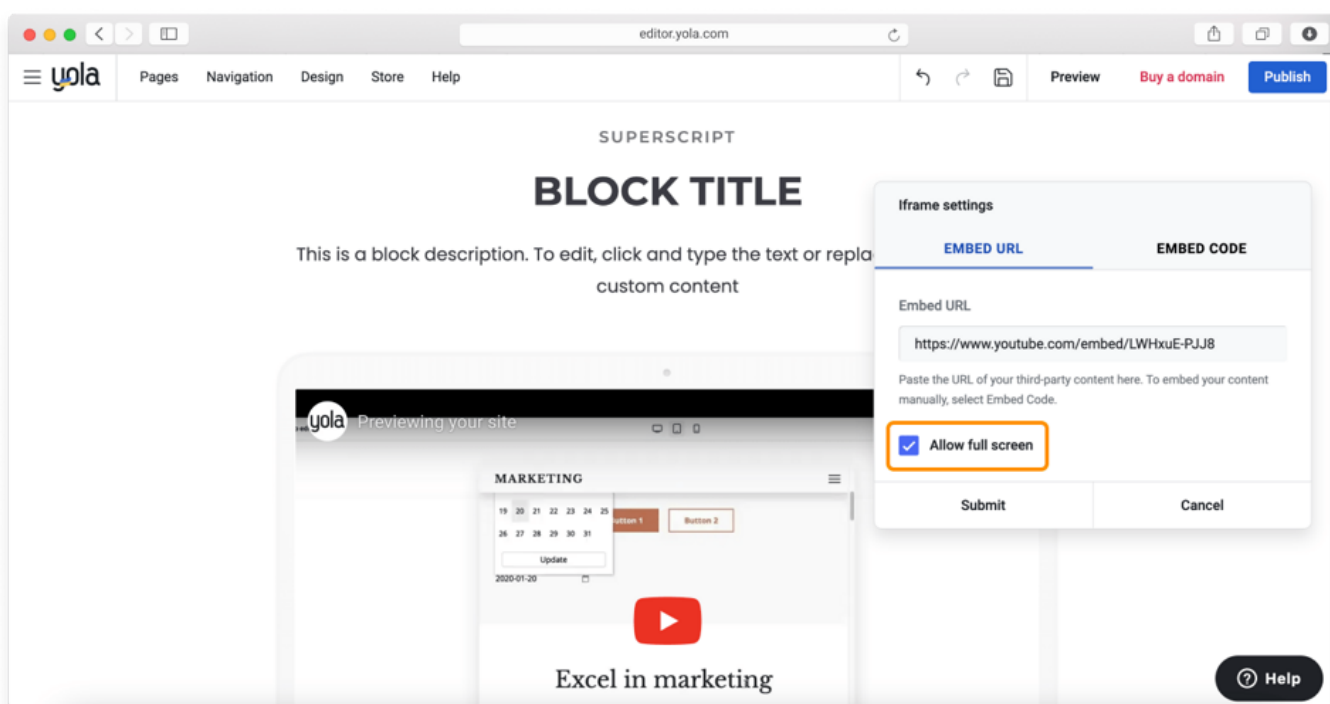 editor.yola.com
yola Pages Navigation Design Store Help Preview Buy a domain Publish
SUPERSCRIPT
BLOCK TITLE
This is a block description. To edit, click and type the text or repla
custom content
Iframe settings
EMBED URL EMBED CODE
Embed URL
https://www.youtube.com/embed/LWHxuE-PJJ8
Paste the URL of your third-party content here. To embed your content
manually, select Embed Code.
Allow full screen
Submit Cancel
yola Previewing your site
MARKETING
19 20 21 22 23 24 25
utton 1 Button 2
26 27 28 29 30 31
Update
2020-01-20
Excel in marketing
Help